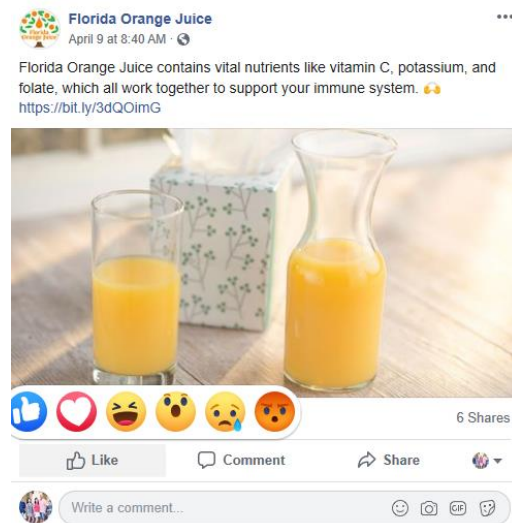 Florida Orange Juice
April 9 at 8:40 AM ·
Florida Orange Juice contains vital nutrients like vitamin C, potassium, and
folate, which all work together to support your immune system. 🙌
https://bit.ly/3dQOimG
6 Shares
Like Comment Share
Write a comment...
GIF